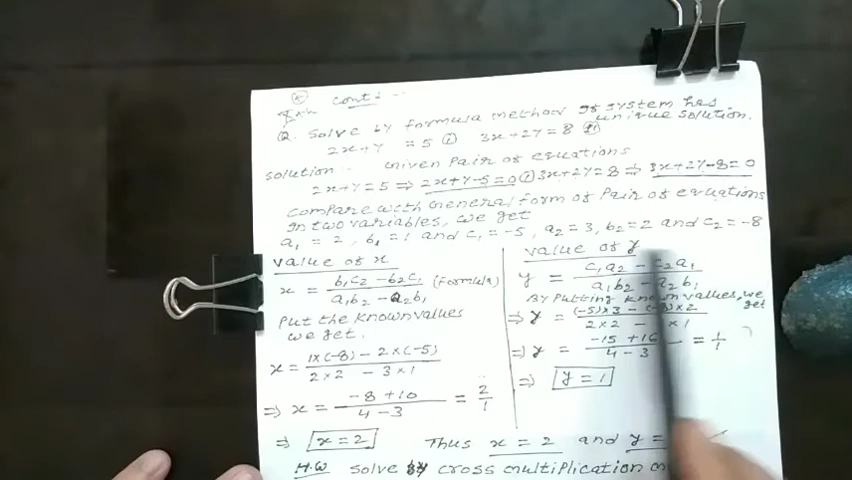 cont'd --
Q. Solve by formula method if system has unique solution.
2x+y = 5 (i) 3x+2y=8 (ii)
Solution - Given Pair of equations
2x+y=5 ⇒ 2x+y-5=0 (i) 3x+2y=8 ⇒ 3x+2y-8=0
Compare with General form of Pair of equations
in two variables, we get
a₁ = 2, b₁=1 and c₁=-5, a₂=3, b₂=2 and c₂=-8
value of x
x = b₁c₂-b₂c₁ / a₁b₂-a₂b₁ (Formula)
Put the known values
we get.
x = 1×(-8) - 2×(-5) / 2×2 - 3×1
⇒ x = -8+10 / 4-3 = 2/1
⇒ x=2
value of y
y = c₁a₂ - c₂a₁ / a₁b₂ - a₂b₁
By Putting known values, we get
⇒ y = (-5)×3 - (-8)×2 / 2×2 - ×1
⇒ y = -15+16 / 4-3 = 1/1
⇒ y=1
Thus x=2 and y=
H.W Solve by cross multiplication